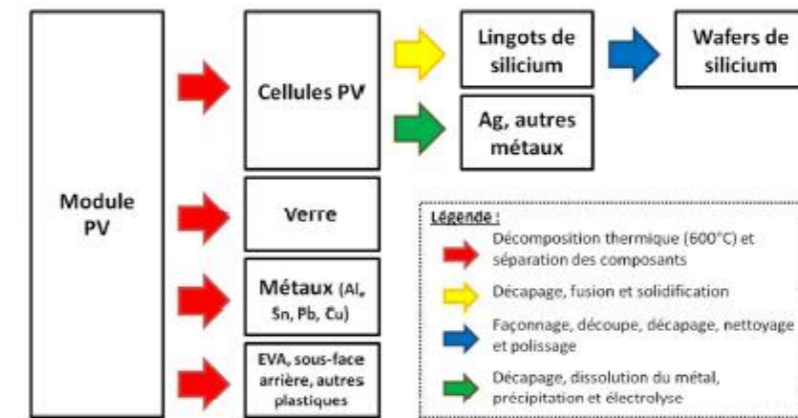 Lingots de
silicium
Wafers de
silicium
Cellules PV
Ag, autres
métaux
Module
PV
Verre
Métaux (Al,
Sn, Pb, Cu)
EVA, sous-face
arrière, autres
plastiques
Légende :
Décomposition thermique (600°C) et
séparation des composants
Décapage, fusion et solidification
Façonnage, découpe, décapage, nettoyage
et polissage
Décapage, dissolution du métal,
précipitation et électrolyse